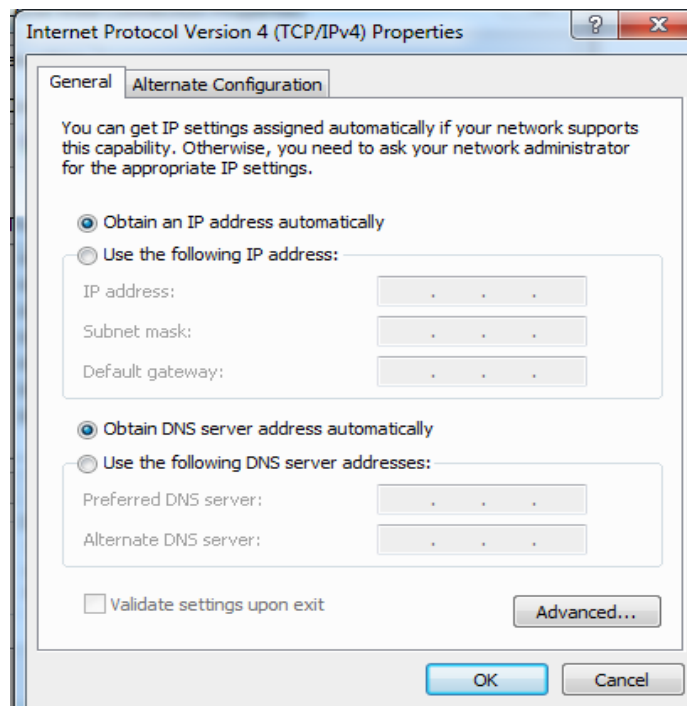 Internet Protocol Version 4 (TCP/IPv4) Properties
?
General
Alternate Configuration
You can get IP settings assigned automatically if your network supports
this capability. Otherwise, you need to ask your network administrator
for the appropriate IP settings.
Obtain an IP address automatically
Use the following IP address:
IP address:
Subnet mask:
Default gateway:
Obtain DNS server address automatically
Use the following DNS server addresses:
Preferred DNS server:
Alternate DNS server:
Validate settings upon exit
Advanced...
OK
Cancel